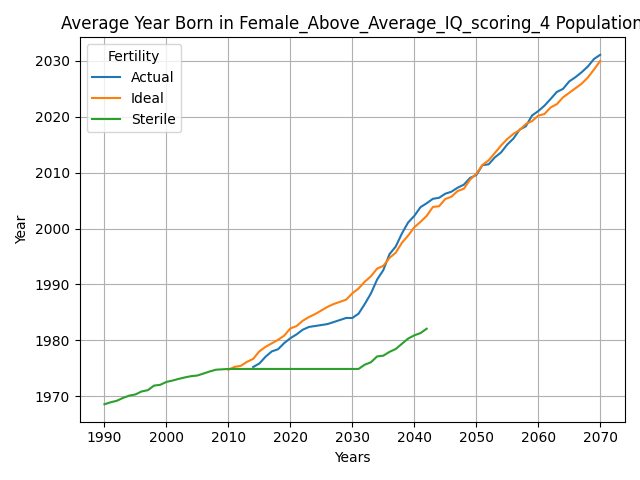 Average Year Born in Female_Above_Average_IQ_scoring_4 Population
Fertility
Actual
Ideal
Sterile
Year
2030
2020
2010
2000
1990
1980
1970
1990 2000 2010 2020 2030 2040 2050 2060 2070
Years